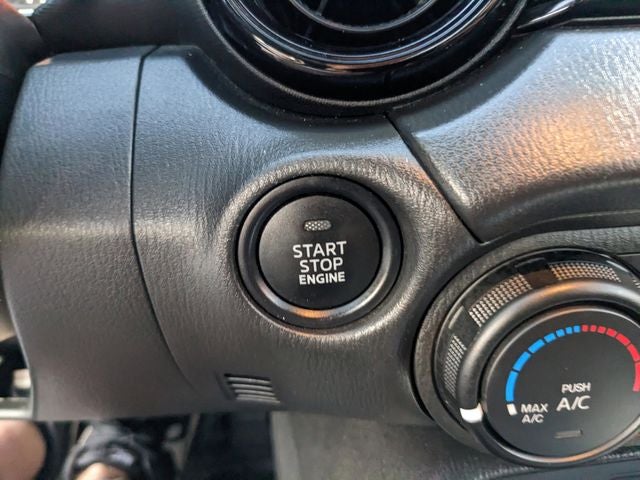 START
STOP
ENGINE
PUSH
A/C
MAX
A/C